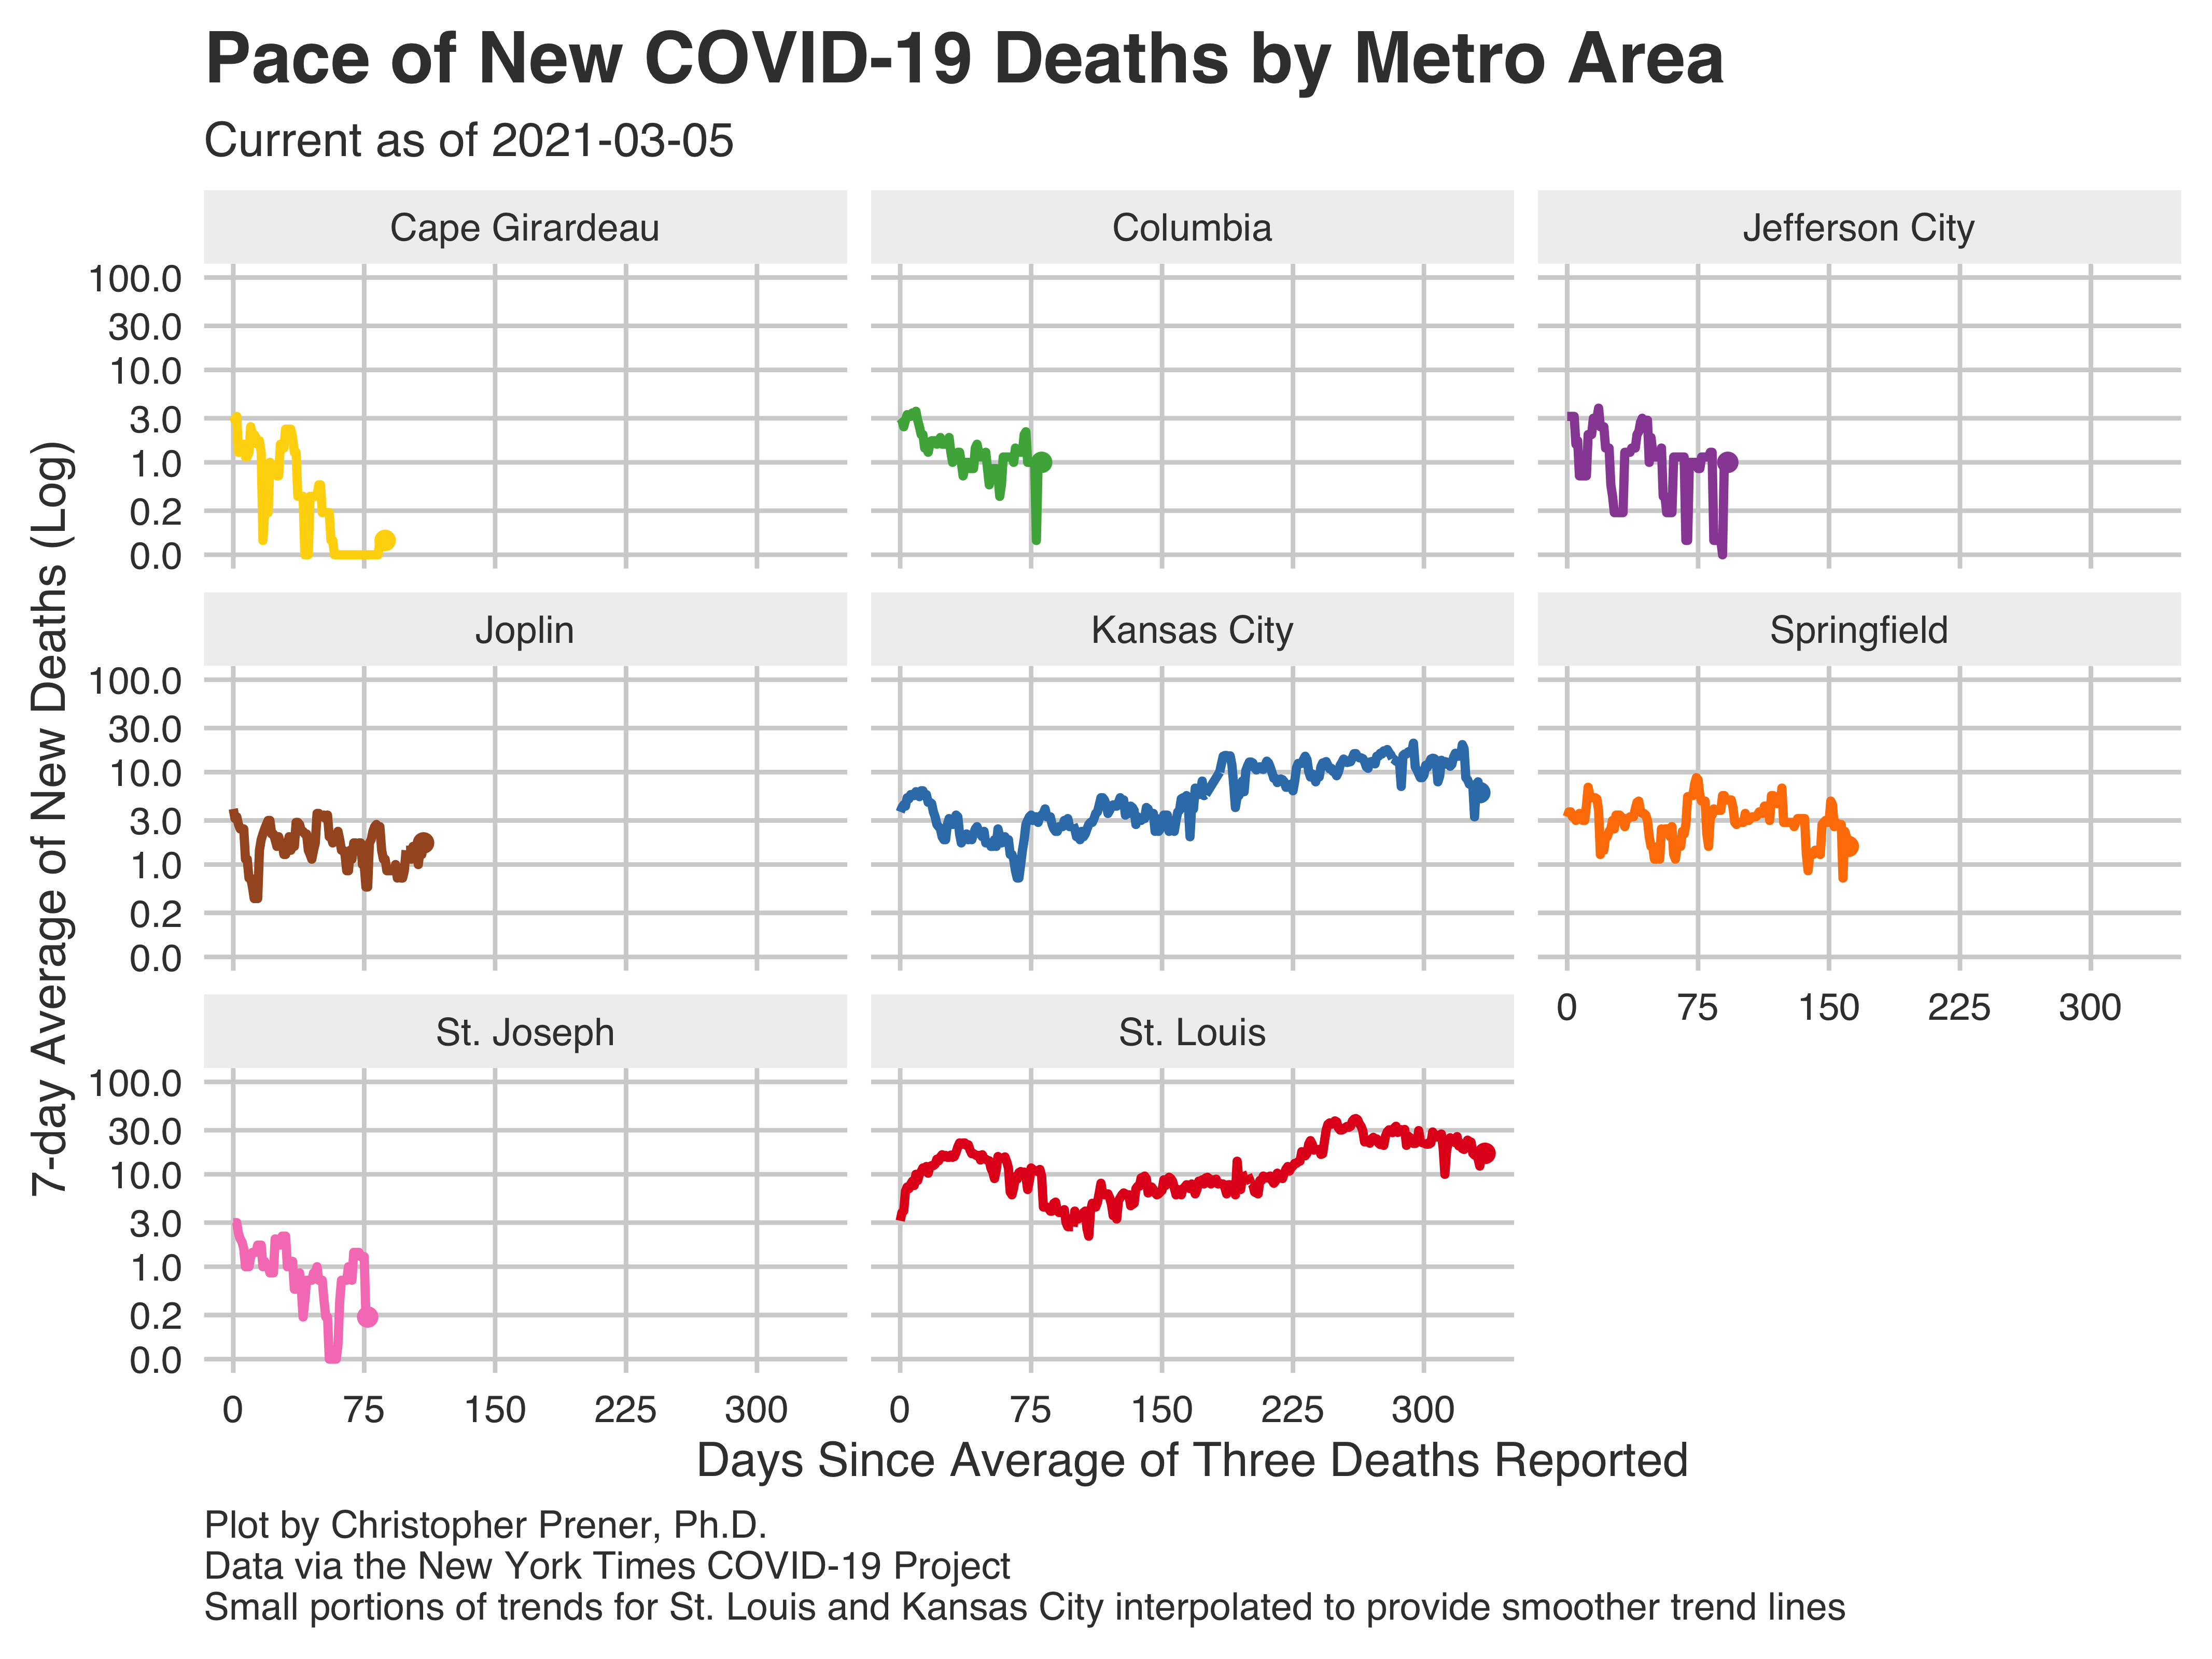 Pace of New COVID-19 Deaths by Metro Area
Current as of 2021-03-05
7-day Average of New Deaths (Log)
Cape Girardeau
Columbia
Jefferson City
100.0
30.0
10.0
3.0
1.0
0.2
0.0
Joplin
Kansas City
Springfield
100.0
30.0
10.0
3.0
1.0
0.2
0.0
0 75 150 225 300
St. Joseph
St. Louis
100.0
30.0
10.0
3.0
1.0
0.2
0.0
0 75 150 225 300
0 75 150 225 300
Days Since Average of Three Deaths Reported
Plot by Christopher Prener, Ph.D.
Data via the New York Times COVID-19 Project
Small portions of trends for St. Louis and Kansas City interpolated to provide smoother trend lines